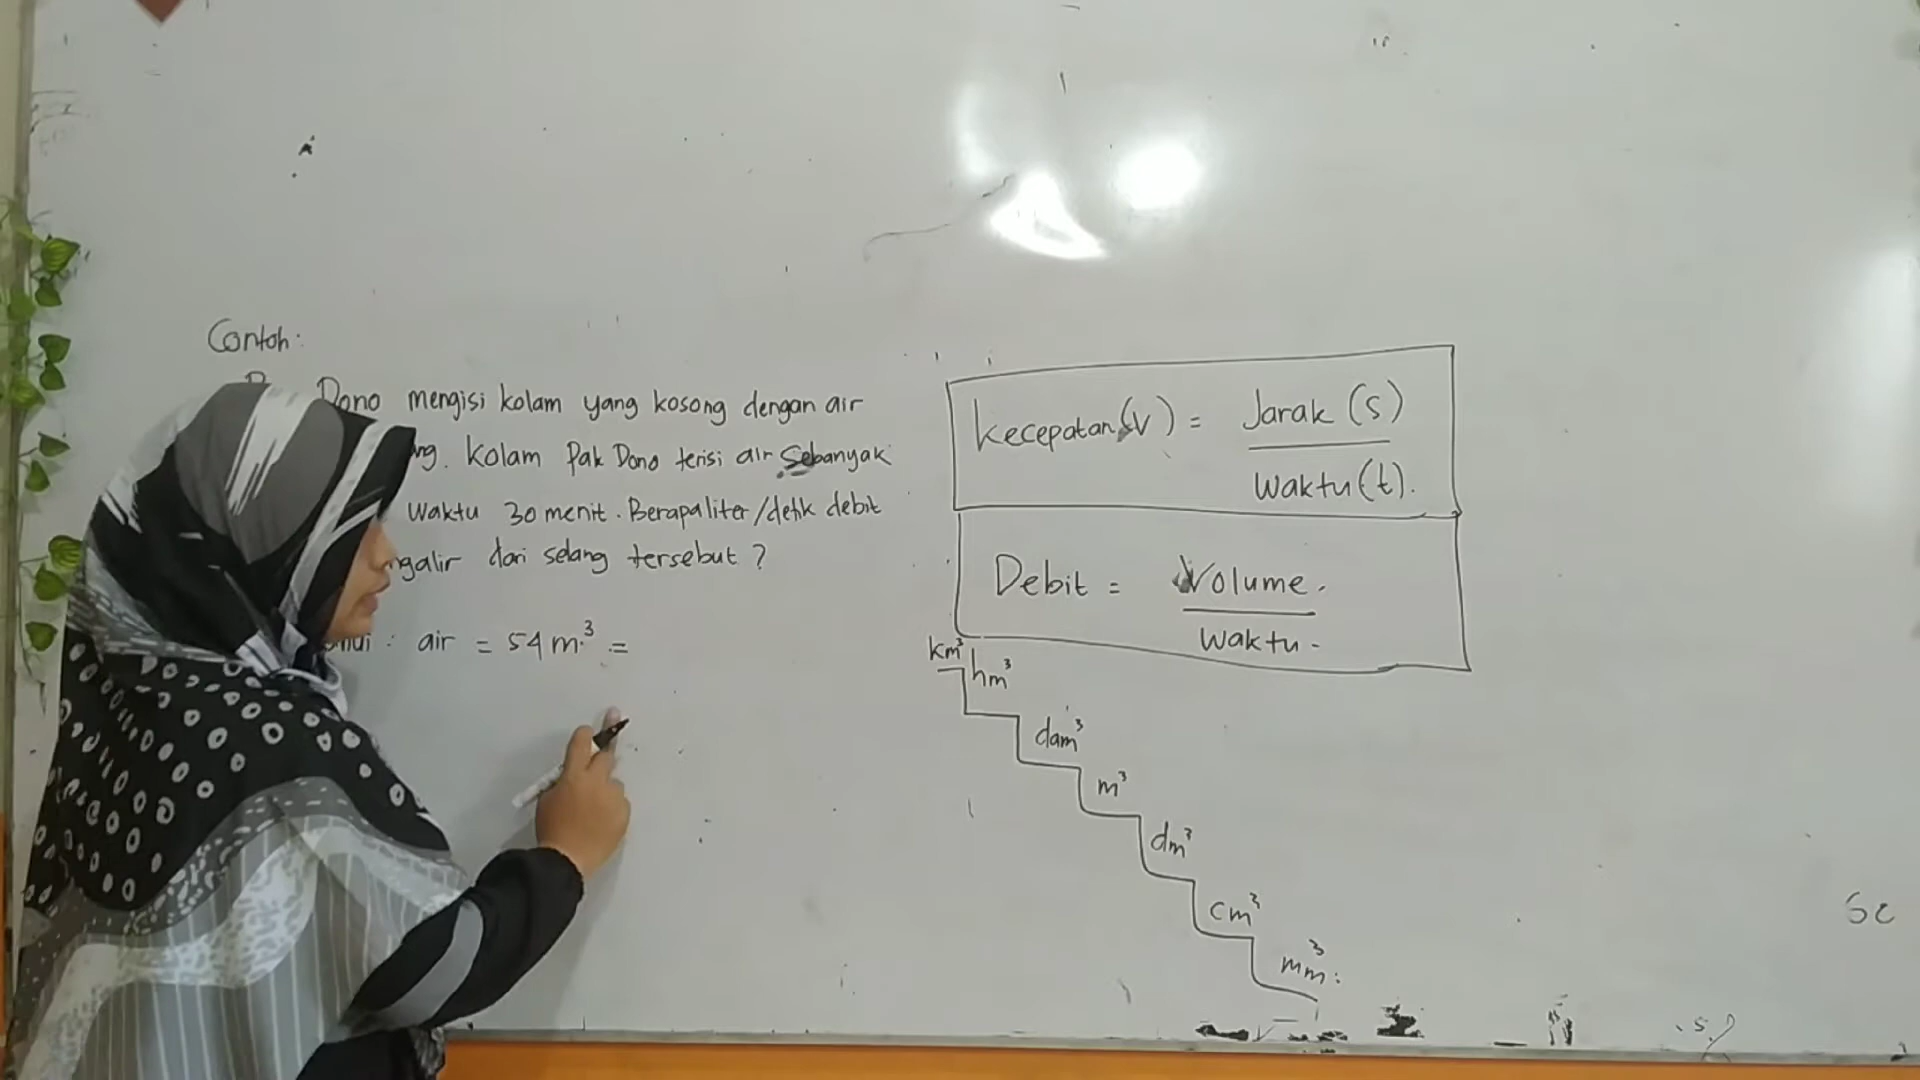 Contoh:
Dono mengisi kolam yang kosong dengan air
Kolam Pak Dono terisi air sebanyak
waktu 30 menit. Berapa liter/detik debit
dari selang tersebut?
: air = 54 m³ =
Kecepatan (v) = Jarak (s)
Waktu (t).
Debit = Volume.
Waktu.
km³
hm³
dam³
m³
dm³
cm³
mm³